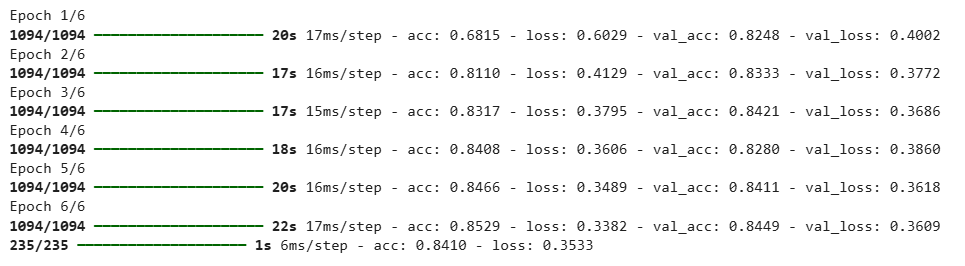 Epoch 1/6
1094/1094 ━━━━━━━━━━━━━━━━━━━━ 20s 17ms/step - acc: 0.6815 - loss: 0.6029 - val_acc: 0.8248 - val_loss: 0.4002
Epoch 2/6
1094/1094 ━━━━━━━━━━━━━━━━━━━━ 17s 16ms/step - acc: 0.8110 - loss: 0.4129 - val_acc: 0.8333 - val_loss: 0.3772
Epoch 3/6
1094/1094 ━━━━━━━━━━━━━━━━━━━━ 17s 15ms/step - acc: 0.8317 - loss: 0.3795 - val_acc: 0.8421 - val_loss: 0.3686
Epoch 4/6
1094/1094 ━━━━━━━━━━━━━━━━━━━━ 18s 16ms/step - acc: 0.8408 - loss: 0.3606 - val_acc: 0.8280 - val_loss: 0.3860
Epoch 5/6
1094/1094 ━━━━━━━━━━━━━━━━━━━━ 20s 16ms/step - acc: 0.8466 - loss: 0.3489 - val_acc: 0.8411 - val_loss: 0.3618
Epoch 6/6
1094/1094 ━━━━━━━━━━━━━━━━━━━━ 22s 17ms/step - acc: 0.8529 - loss: 0.3382 - val_acc: 0.8449 - val_loss: 0.3609
235/235 ━━━━━━━━━━━━━━━━━━━━ 1s 6ms/step - acc: 0.8410 - loss: 0.3533